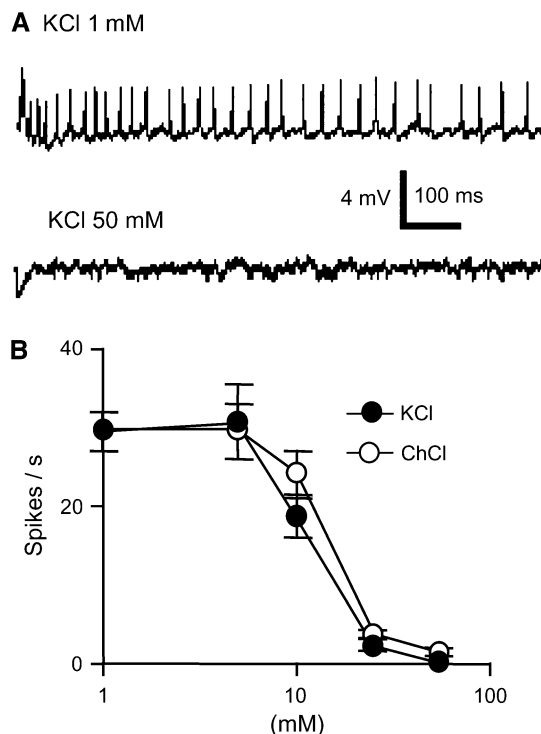 A KCl 1 mM
4 mV 100 ms
KCl 50 mM
B
40
20
0
Spikes / s
KCl
ChCl
1 10 100
(mM)